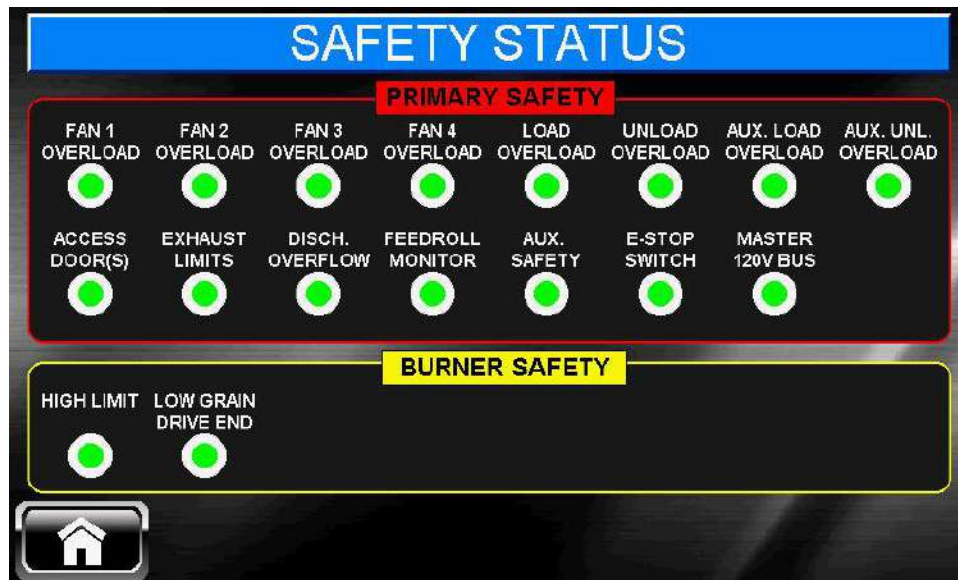 SAFETY STATUS
PRIMARY SAFETY
FAN 1 OVERLOAD
FAN 2 OVERLOAD
FAN 3 OVERLOAD
FAN 4 OVERLOAD
LOAD OVERLOAD
UNLOAD OVERLOAD
AUX. LOAD OVERLOAD
AUX. UNL. OVERLOAD
ACCESS DOOR(S)
EXHAUST LIMITS
DISCH. OVERFLOW
FEEDROLL MONITOR
AUX. SAFETY
E-STOP SWITCH
MASTER 120V BUS
BURNER SAFETY
HIGH LIMIT
LOW GRAIN DRIVE END